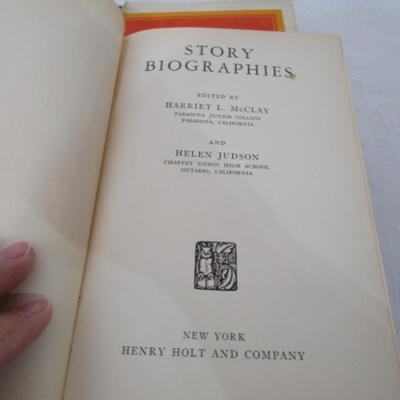 STORY
BIOGRAPHIES
EDITED BY
HARRIET L. McCLAY
PASADENA JUNIOR COLLEGE
PASADENA, CALIFORNIA
AND
HELEN JUDSON
CHAFFEY UNION HIGH SCHOOL
ONTARIO, CALIFORNIA
NEW YORK
HENRY HOLT AND COMPANY